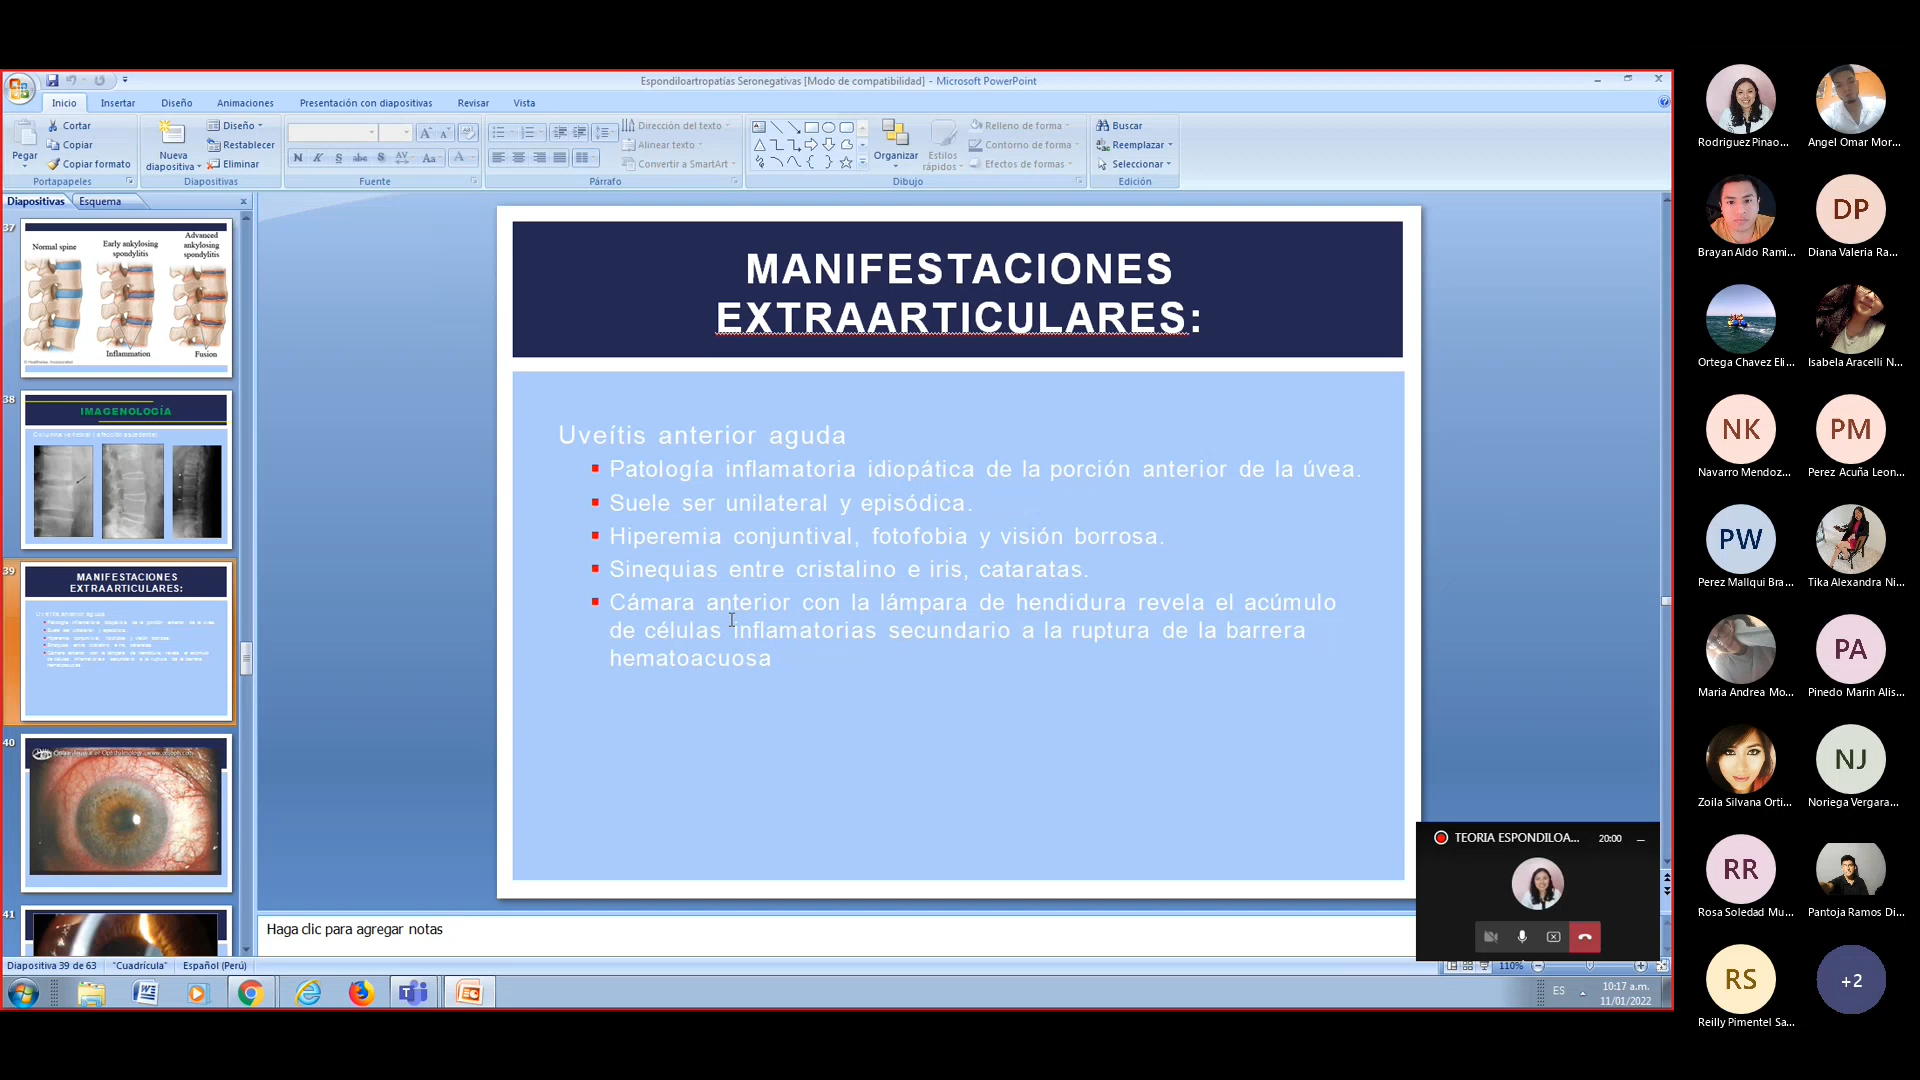 Espondiloartropatías Seronegativas [Modo de compatibilidad] - Microsoft PowerPoint
Inicio
Insertar
Diseño
Animaciones
Presentación con diapositivas
Revisar
Vista
Pegar
Cortar
Copiar
Copiar formato
Portapapeles
Nueva
diapositiva
Diseño
Restablecer
Eliminar
Diapositivas
Fuente
Dirección del texto
Alinear texto
Convertir a SmartArt
Párrafo
Organizar
Estilos
rápidos
Relleno de forma
Contorno de forma
Efectos de formas
Dibujo
Buscar
Reemplazar
Seleccionar
Edición
Diapositivas
Esquema
37
Normal spine
Early ankylosing
spondylitis
Advanced
ankylosing
spondylitis
Inflammation
Fusion
38
IMAGENOLOGÍA
39
MANIFESTACIONES
EXTRAARTICULARES:
40
41
MANIFESTACIONES
EXTRAARTICULARES:
Uveítis anterior aguda
Patología inflamatoria idiopática de la porción anterior de la úvea.
Suele ser unilateral y episódica.
Hiperemia conjuntival, fotofobia y visión borrosa.
Sinequias entre cristalino e iris, cataratas.
Cámara anterior con la lámpara de hendidura revela el acúmulo
de células inflamatorias secundario a la ruptura de la barrera
hematoacuosa
Haga clic para agregar notas
TEORIA ESPONDILOA...
20:00
Diapositiva 39 de 63
"Cuadrícula"
Español (Perú)
110%
ES
10:17 a.m.
11/01/2022
Rodriguez Pinao...
Angel Omar Mor...
Brayan Aldo Rami...
DP
Diana Valeria Ra...
Ortega Chavez Eli...
Isabela Aracelli N...
NK
Navarro Mendoz...
PM
Perez Acuña Leon...
PW
Perez Mallqui Bra...
Tika Alexandra Ni...
Maria Andrea Mo...
PA
Pinedo Marin Alis...
Zoila Silvana Orti...
NJ
Noriega Vergara...
RR
Rosa Soledad Mu...
Pantoja Ramos Di...
RS
Reilly Pimentel Sa...
+2